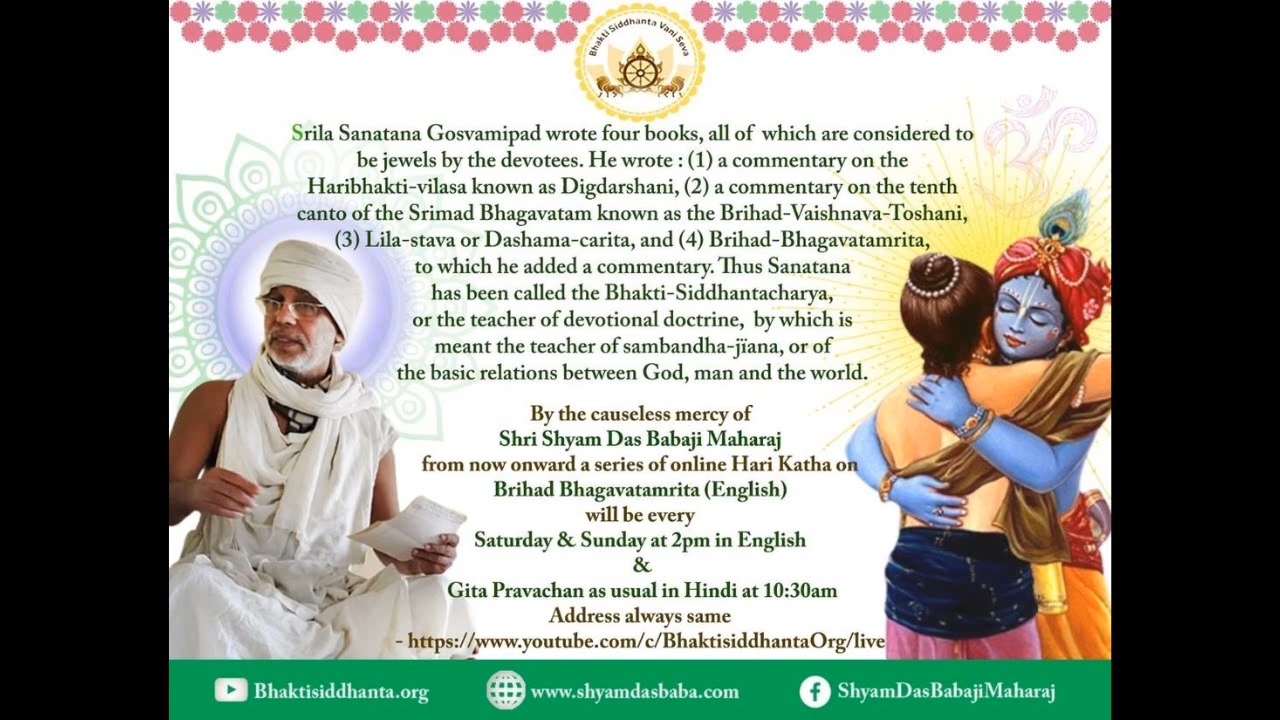 Bhakti Siddhanta Vani Seva
Srila Sanatana Gosvamipad wrote four books, all of which are considered to
be jewels by the devotees. He wrote : (1) a commentary on the
Haribhakti-vilasa known as Digdarshani, (2) a commentary on the tenth
canto of the Srimad Bhagavatam known as the Brihad-Vaishnava-Toshani,
(3) Lila-stava or Dashama-carita, and (4) Brihad-Bhagavatamrita,
to which he added a commentary. Thus Sanatana
has been called the Bhakti-Siddhantacharya,
or the teacher of devotional doctrine, by which is
meant the teacher of sambandha-jïana, or of
the basic relations between God, man and the world.
By the causeless mercy of
Shri Shyam Das Babaji Maharaj
from now onward a series of online Hari Katha on
Brihad Bhagavatamrita (English)
will be every
Saturday & Sunday at 2pm in English
&
Gita Pravachan as usual in Hindi at 10:30am
Address always same
- https://www.youtube.com/c/BhaktisiddhantaOrg/live
Bhaktisiddhanta.org
www.shyamdasbaba.com
ShyamDasBabajiMaharaj
ॐ